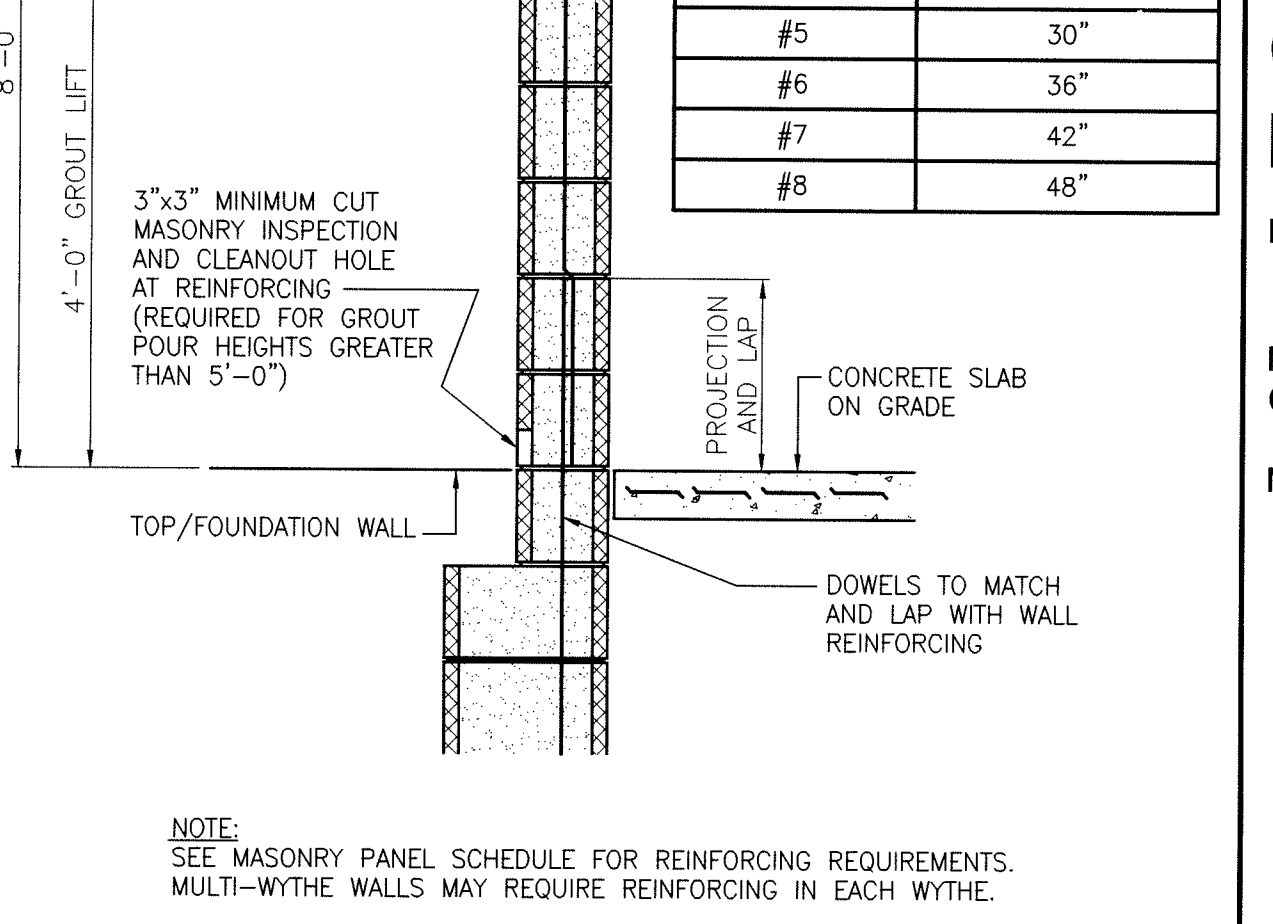 #5 30"
#6 36"
#7 42"
#8 48"
8'-0
4'-0" GROUT LIFT
3"x3" MINIMUM CUT
MASONRY INSPECTION
AND CLEANOUT HOLE
AT REINFORCING
(REQUIRED FOR GROUT
POUR HEIGHTS GREATER
THAN 5'-0")
PROJECTION
AND LAP
CONCRETE SLAB
ON GRADE
TOP/FOUNDATION WALL
DOWELS TO MATCH
AND LAP WITH WALL
REINFORCING
NOTE:
SEE MASONRY PANEL SCHEDULE FOR REINFORCING REQUIREMENTS.
MULTI-WYTHE WALLS MAY REQUIRE REINFORCING IN EACH WYTHE.